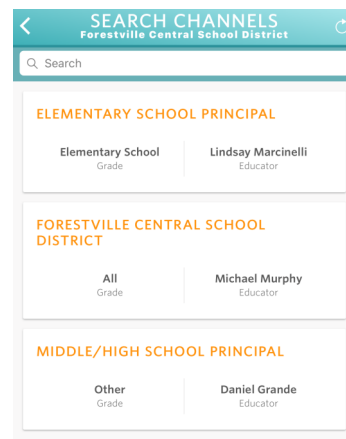 SEARCH CHANNELS
Forestville Central School District
Search
ELEMENTARY SCHOOL PRINCIPAL
Elementary School Lindsay Marcinelli
Grade Educator
FORESTVILLE CENTRAL SCHOOL
DISTRICT
All Michael Murphy
Grade Educator
MIDDLE/HIGH SCHOOL PRINCIPAL
Other Daniel Grande
Grade Educator